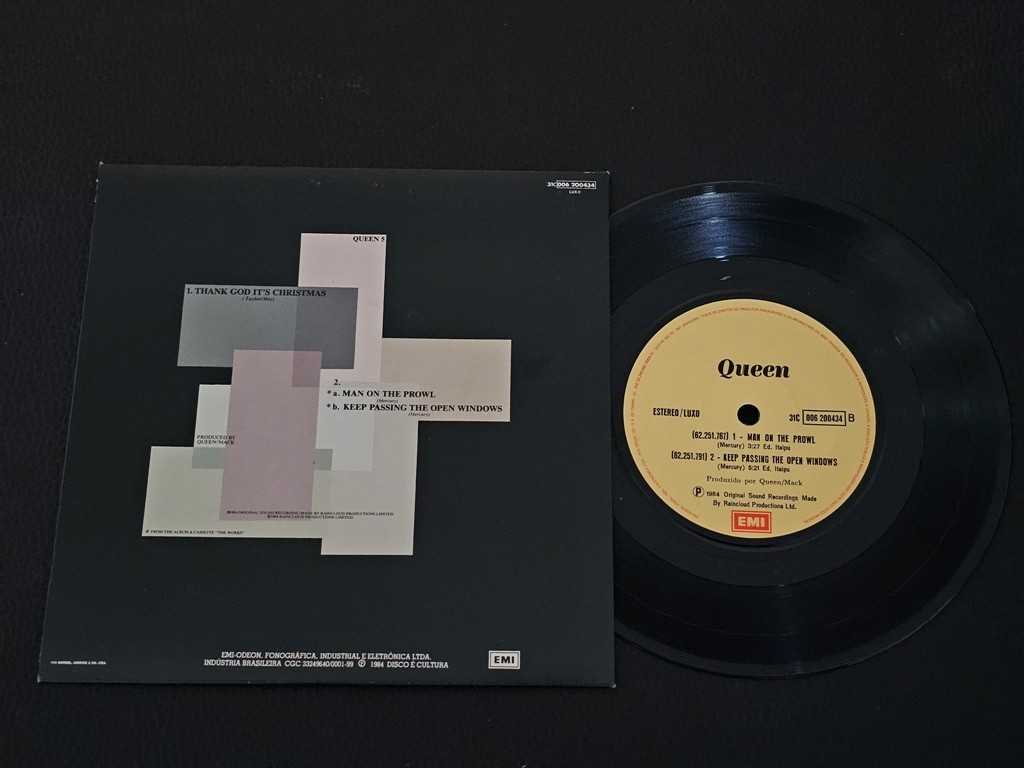 31C 006 200434
LUXO
QUEEN 5
1. THANK GOD IT'S CHRISTMAS
(Taylor/May)
2.
* a. MAN ON THE PROWL
(Mercury)
* b. KEEP PASSING THE OPEN WINDOWS
(Mercury)
PRODUCED BY
QUEEN/MACK
* FROM THE ALBUM & CASSETTE "THE WORKS"
EMI-ODEON, FONOGRÁFICA, INDUSTRIAL E ELETRÔNICA LTDA.
INDÚSTRIA BRASILEIRA CGC 33249640/0001-99 ℗ 1984 DISCO É CULTURA
EMI
Queen
ESTEREO/LUXO
31C 006 200434 B
(62.251.767) 1 - MAN ON THE PROWL
(Mercury) 3:27 Ed. Itaipu
(62.251.791) 2 - KEEP PASSING THE OPEN WINDOWS
(Mercury) 5:21 Ed. Itaipu
Produzido por Queen/Mack
℗ 1984 Original Sound Recordings Made
By Raincloud Productions Ltd.
EMI